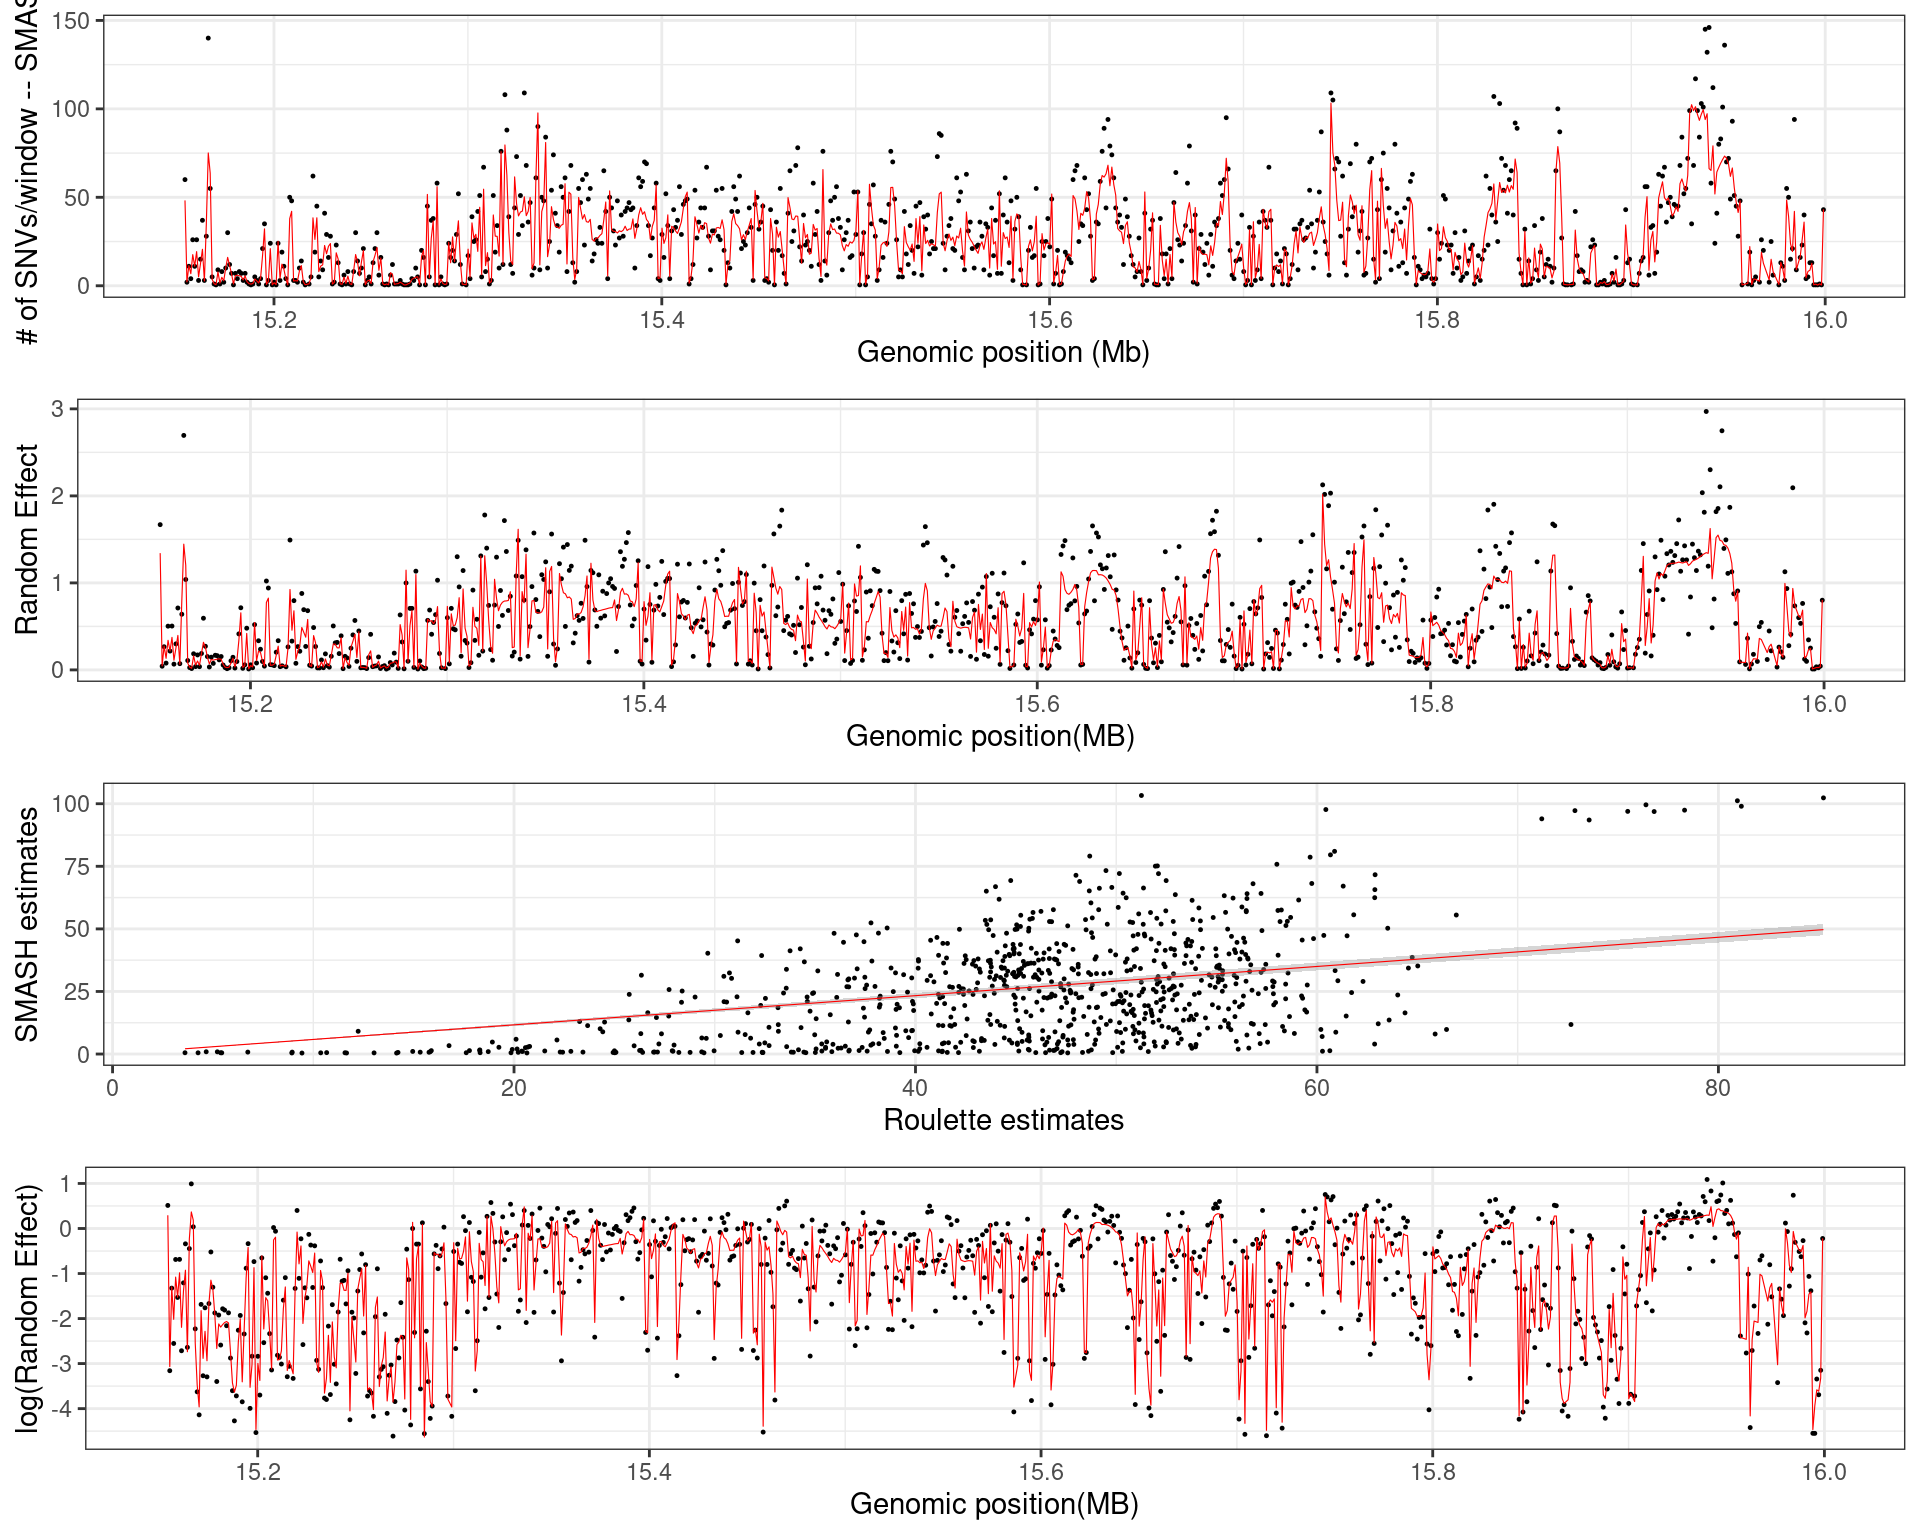 # of SNVs/window -- SMAS
150
100
50
0
15.2 15.4 15.6 15.8 16.0
Genomic position (Mb)
Random Effect
3
2
1
0
15.2 15.4 15.6 15.8 16.0
Genomic position(MB)
SMASH estimates
100
75
50
25
0
0 20 40 60 80
Roulette estimates
log(Random Effect)
1
0
-1
-2
-3
-4
15.2 15.4 15.6 15.8 16.0
Genomic position(MB)